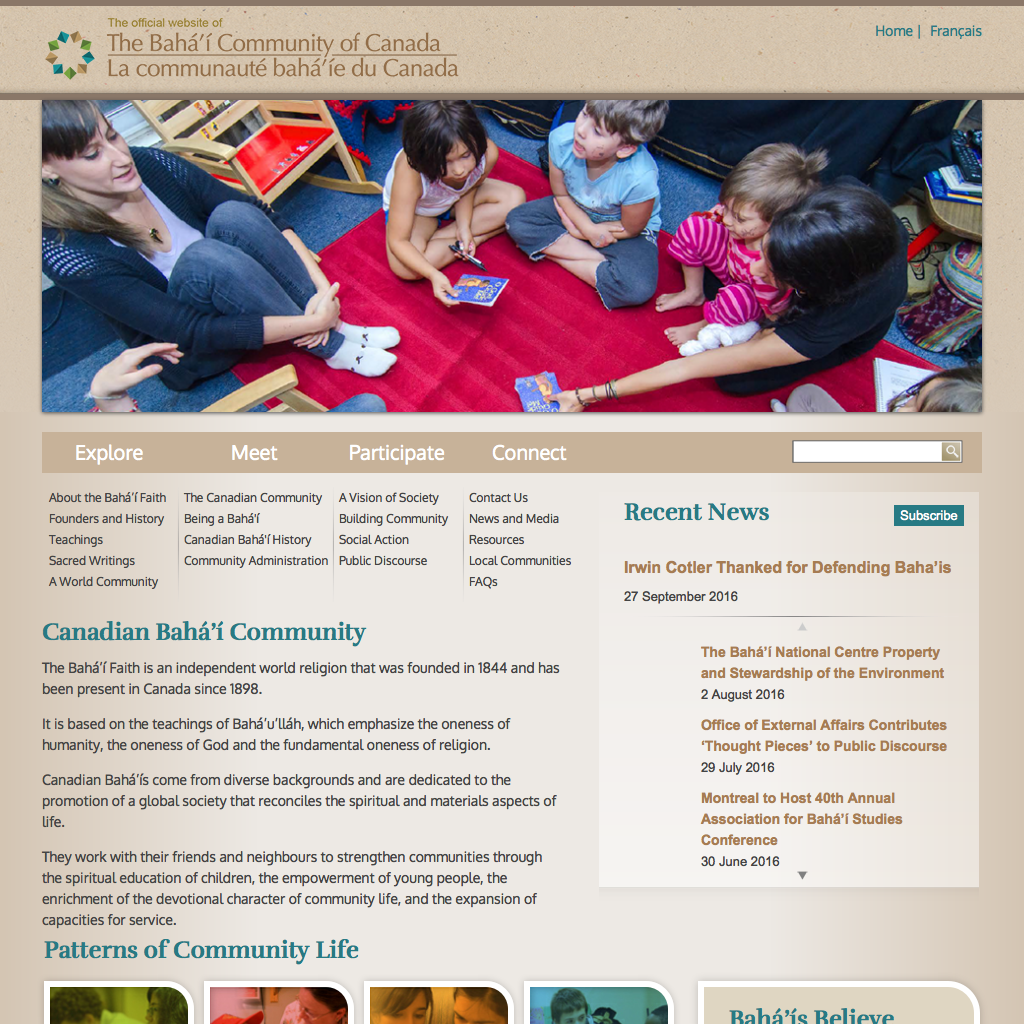 The official website of
The Bahá’í Community of Canada
La communauté bahá’íe du Canada
Home | Français
Explore Meet Participate Connect
About the Bahá’í Faith
Founders and History
Teachings
Sacred Writings
A World Community
The Canadian Community
Being a Bahá’í
Canadian Bahá’í History
Community Administration
A Vision of Society
Building Community
Social Action
Public Discourse
Contact Us
News and Media
Resources
Local Communities
FAQs
Canadian Bahá’í Community
The Bahá’í Faith is an independent world religion that was founded in 1844 and has
been present in Canada since 1898.
It is based on the teachings of Bahá’u’lláh, which emphasize the oneness of
humanity, the oneness of God and the fundamental oneness of religion.
Canadian Bahá’ís come from diverse backgrounds and are dedicated to the
promotion of a global society that reconciles the spiritual and materials aspects of
life.
They work with their friends and neighbours to strengthen communities through
the spiritual education of children, the empowerment of young people, the
enrichment of the devotional character of community life, and the expansion of
capacities for service.
Patterns of Community Life
Recent News
Subscribe
Irwin Cotler Thanked for Defending Baha’is
27 September 2016
The Bahá’í National Centre Property
and Stewardship of the Environment
2 August 2016
Office of External Affairs Contributes
‘Thought Pieces’ to Public Discourse
29 July 2016
Montreal to Host 40th Annual
Association for Bahá’í Studies
Conference
30 June 2016
Bahá’ís Believe